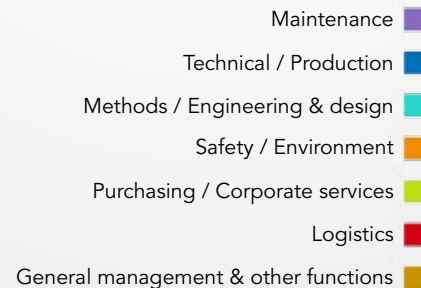 Maintenance
Technical / Production
Methods / Engineering & design
Safety / Environment
Purchasing / Corporate services
Logistics
General management & other functions